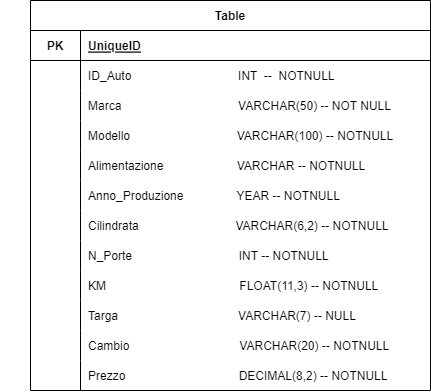 Table
PK UniqueID
ID_Auto INT -- NOTNULL
Marca VARCHAR(50) -- NOT NULL
Modello VARCHAR(100) -- NOTNULL
Alimentazione VARCHAR -- NOTNULL
Anno_Produzione YEAR -- NOTNULL
Cilindrata VARCHAR(6,2) -- NOTNULL
N_Porte INT -- NOTNULL
KM FLOAT(11,3) -- NOTNULL
Targa VARCHAR(7) -- NULL
Cambio VARCHAR(20) -- NOTNULL
Prezzo DECIMAL(8,2) -- NOTNULL